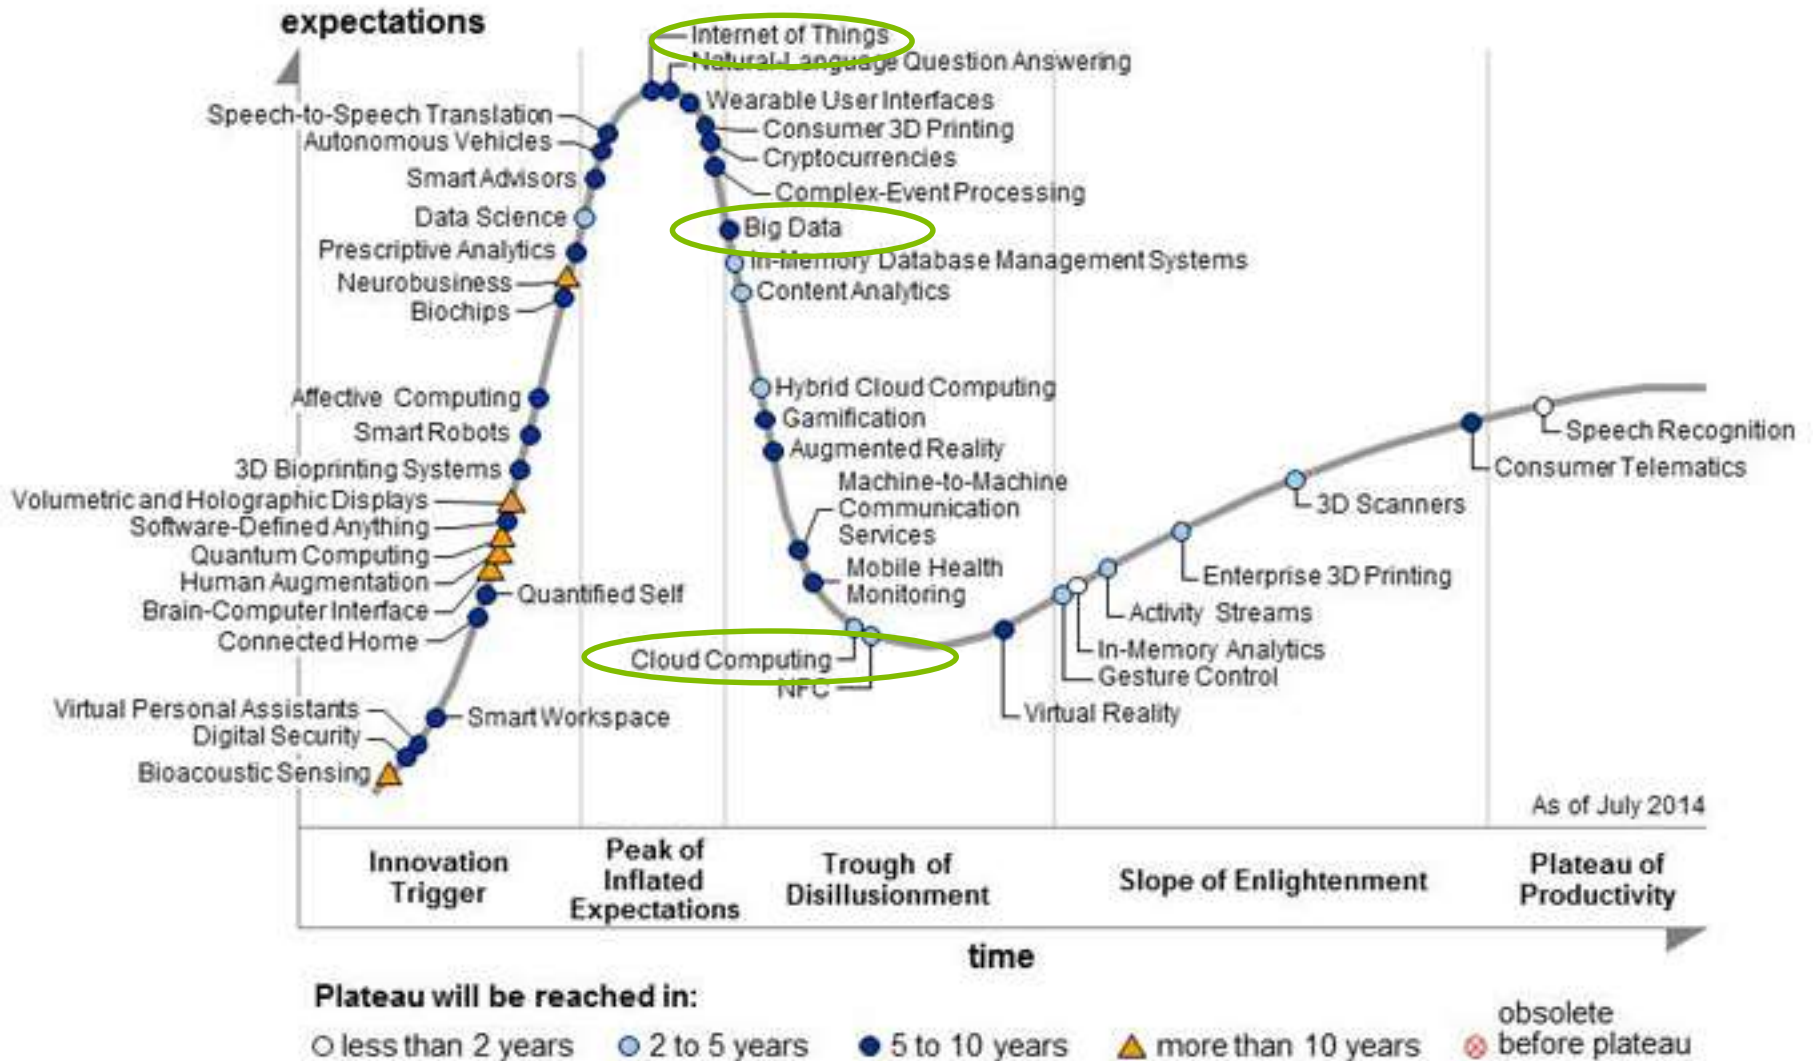 expectations
Internet of Things
Natural-Language Question Answering
Wearable User Interfaces
Speech-to-Speech Translation
Consumer 3D Printing
Autonomous Vehicles
Cryptocurrencies
Smart Advisors
Complex-Event Processing
Data Science
Big Data
Prescriptive Analytics
In-Memory Database Management Systems
Neurobusiness
Content Analytics
Biochips
Hybrid Cloud Computing
Affective Computing
Gamification
Smart Robots
Augmented Reality
3D Bioprinting Systems
Machine-to-Machine
Communication
Services
Volumetric and Holographic Displays
Software-Defined Anything
Quantum Computing
Human Augmentation
Brain-Computer Interface
Connected Home
Quantified Self
Mobile Health
Monitoring
Cloud Computing
NFC
Virtual Personal Assistants
Digital Security
Bioacoustic Sensing
Smart Workspace
Speech Recognition
Consumer Telematics
3D Scanners
Enterprise 3D Printing
Activity Streams
In-Memory Analytics
Gesture Control
Virtual Reality
As of July 2014
Innovation
Trigger
Peak of
Inflated
Expectations
Trough of
Disillusionment
Slope of Enlightenment
Plateau of
Productivity
time
Plateau will be reached in:
less than 2 years
2 to 5 years
5 to 10 years
more than 10 years
obsolete
before plateau